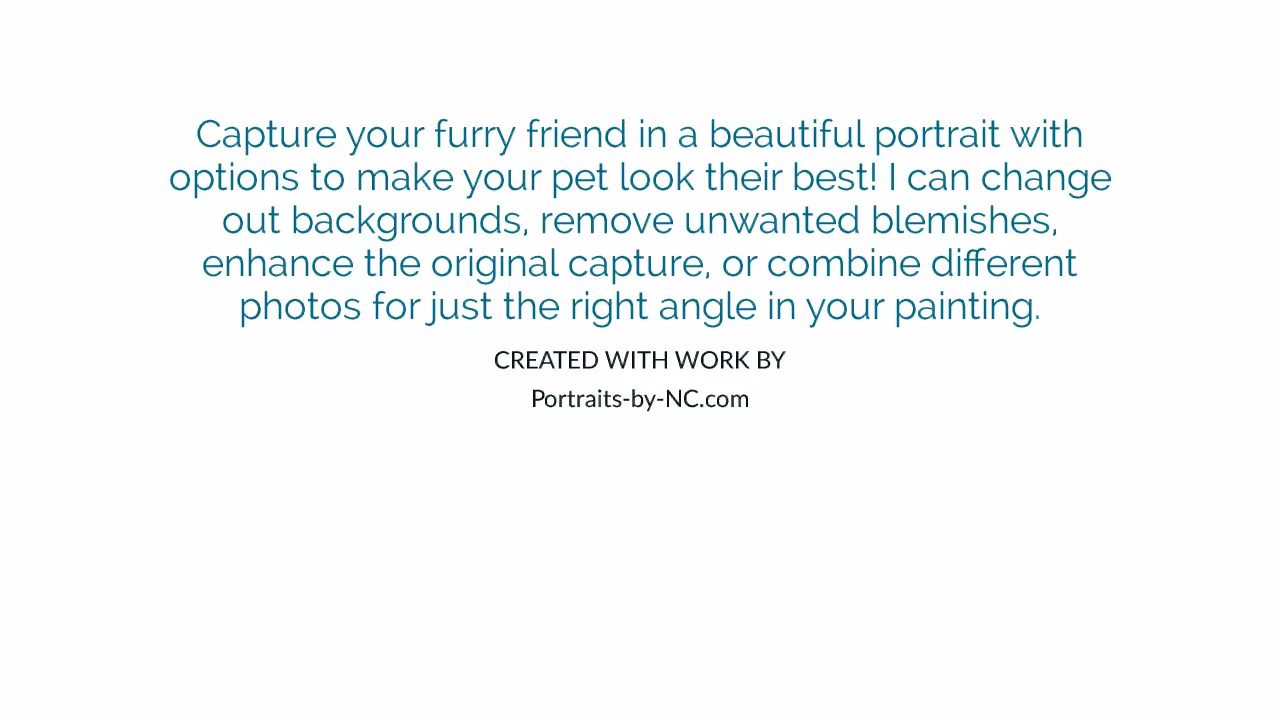 Capture your furry friend in a beautiful portrait with
options to make your pet look their best! I can change
out backgrounds, remove unwanted blemishes,
enhance the original capture, or combine different
photos for just the right angle in your painting.
CREATED WITH WORK BY
Portraits-by-NC.com